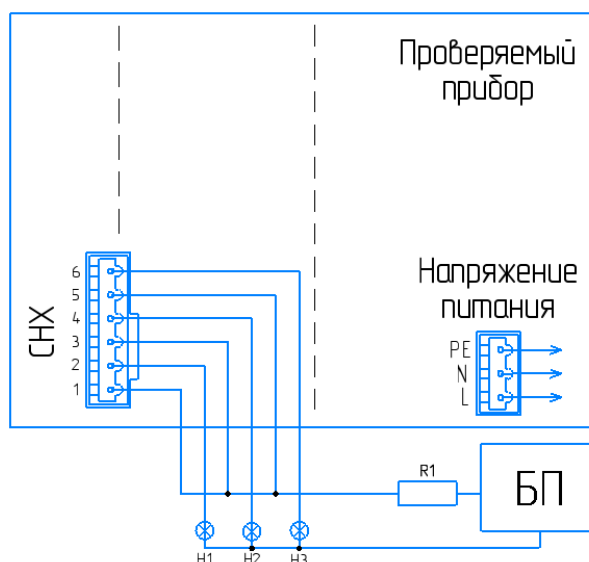 Проверяемый
прибор
СНХ
6
5
4
3
2
1
Напряжение
питания
PE
N
L
R1
БП
H1
H2
H3